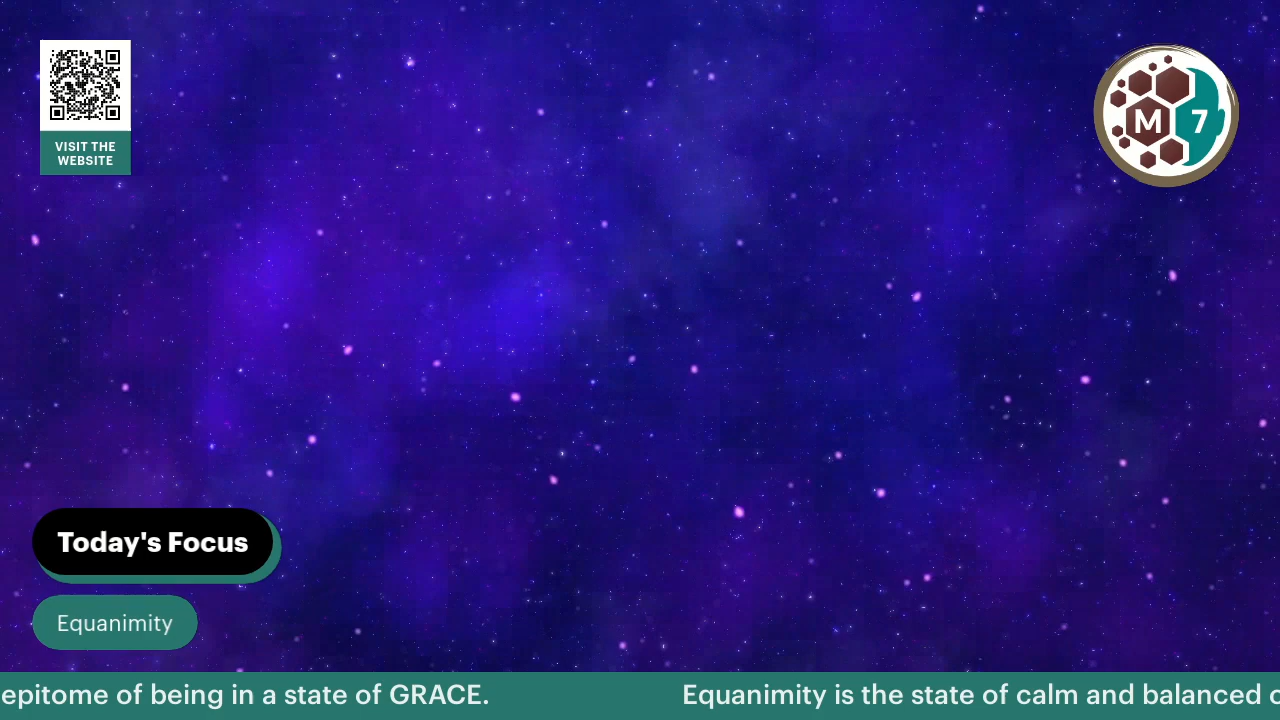 VISIT THE
WEBSITE
M 7
Today's Focus
Equanimity
epitome of being in a state of GRACE.
Equanimity is the state of calm and balanced